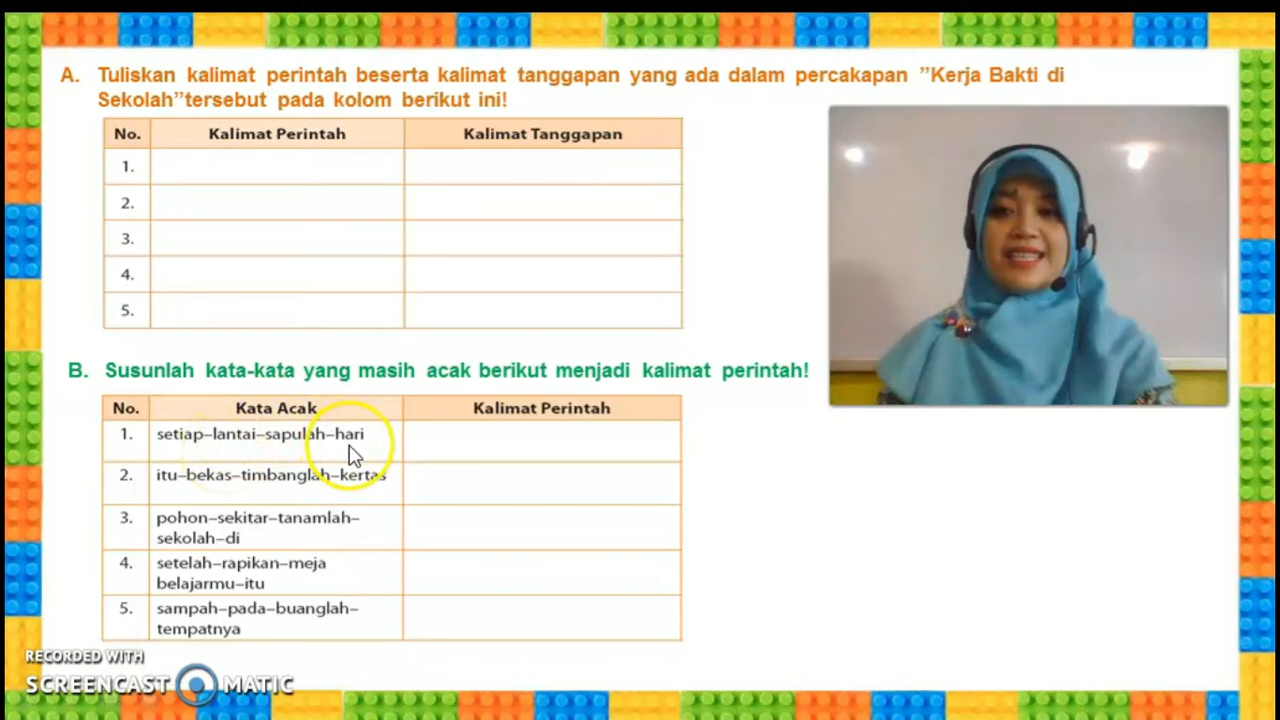 A. Tuliskan kalimat perintah beserta kalimat tanggapan yang ada dalam percakapan ”Kerja Bakti di
Sekolah”tersebut pada kolom berikut ini!
No. Kalimat Perintah Kalimat Tanggapan
1.
2.
3.
4.
5.
B. Susunlah kata-kata yang masih acak berikut menjadi kalimat perintah!
No. Kata Acak Kalimat Perintah
1. setiap–lantai–sapulah–hari
2. itu–bekas–timbanglah–kertas
3. pohon–sekitar–tanamlah–
sekolah–di
4. setelah–rapikan–meja
belajarmu–itu
5. sampah–pada–buanglah–
tempatnya
RECORDED WITH
SCREENCAST MATIC